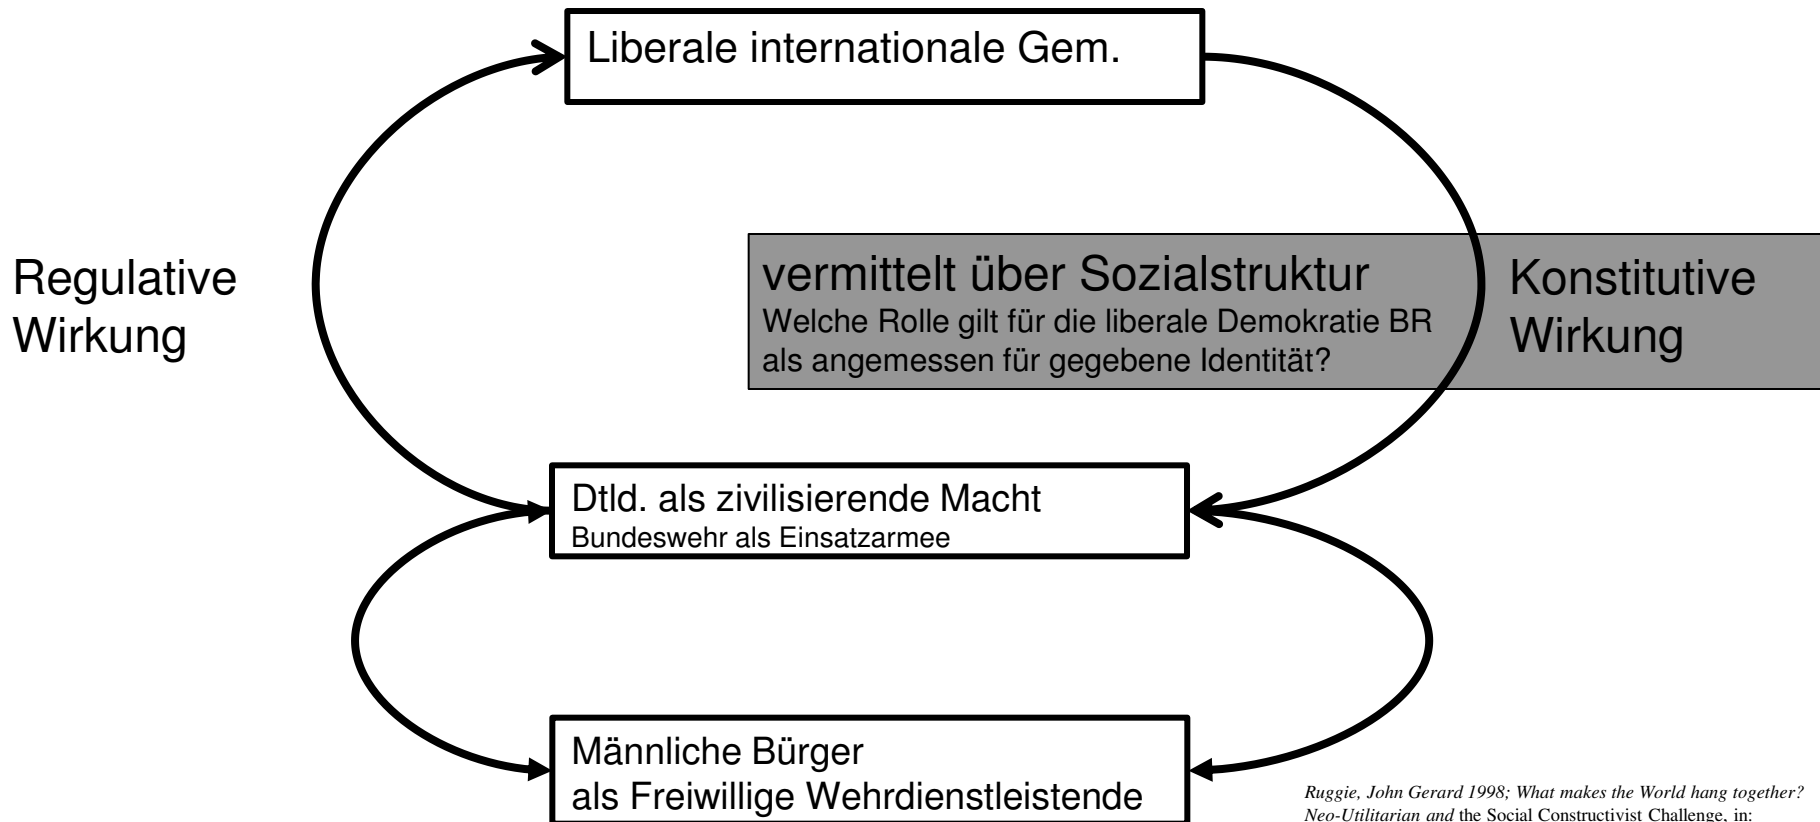 Liberale internationale Gem.
Regulative
Wirkung
vermittelt über Sozialstruktur
Welche Rolle gilt für die liberale Demokratie BR
als angemessen für gegebene Identität?
Konstitutive
Wirkung
Dtld. als zivilisierende Macht
Bundeswehr als Einsatzarmee
Männliche Bürger
als Freiwillige Wehrdienstleistende
Ruggie, John Gerard 1998; What makes the World hang together?
Neo-Utilitarian and the Social Constructivist Challenge, in: